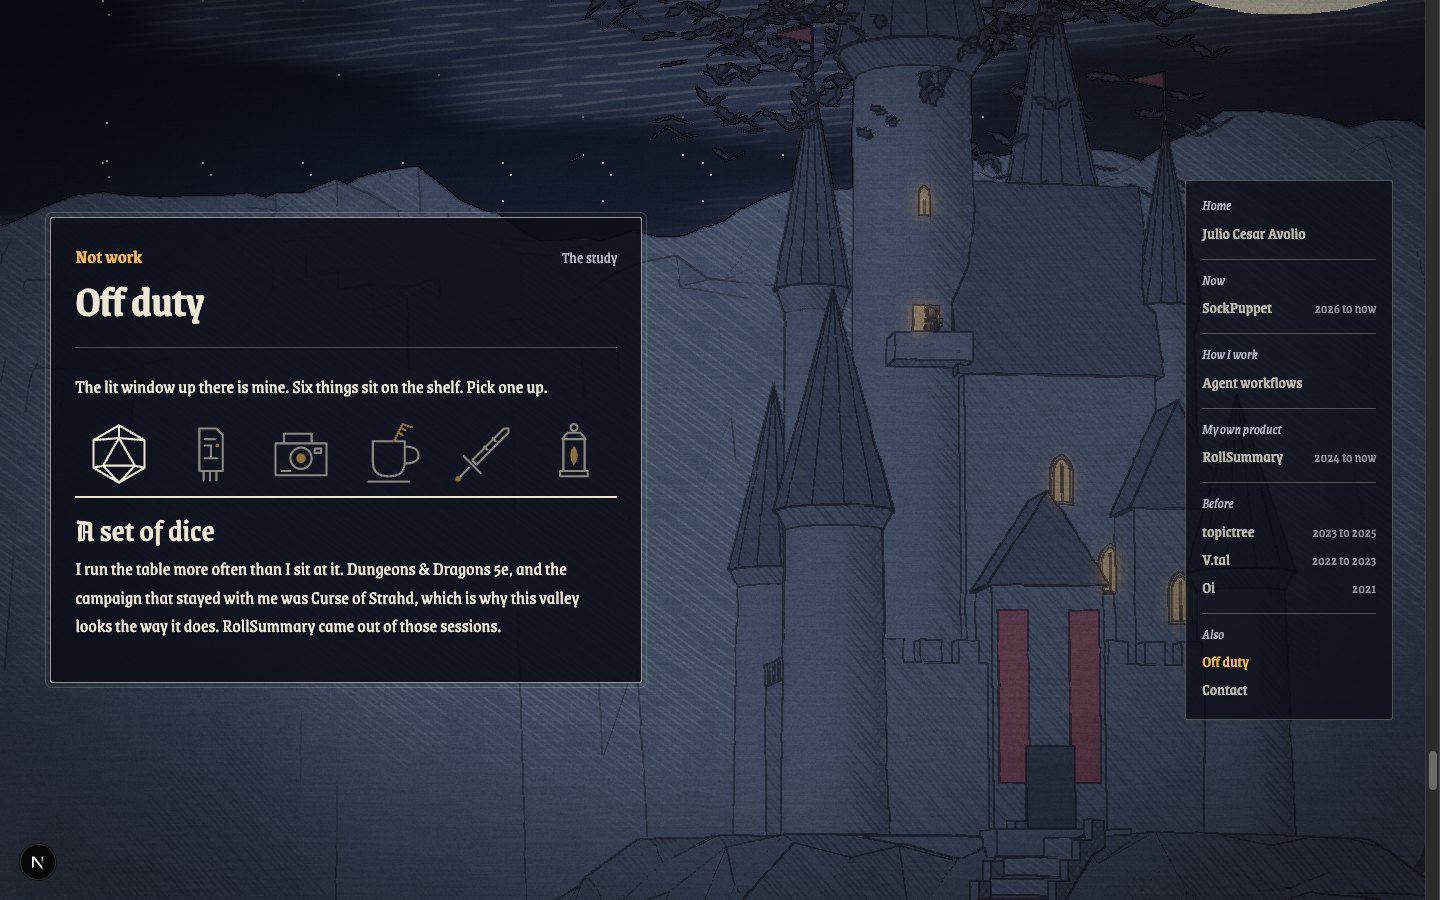 Not work
The study
Off duty
The lit window up there is mine. Six things sit on the shelf. Pick one up.
A set of dice
I run the table more often than I sit at it. Dungeons & Dragons 5e, and the
campaign that stayed with me was Curse of Strahd, which is why this valley
looks the way it does. RollSummary came out of those sessions.
Home
Julio Cesar Avolio
Now
SockPuppet 2026 to now
How I work
Agent workflows
My own product
RollSummary 2024 to now
Before
topictree 2023 to 2025
V.tal 2022 to 2023
Oi 2021
Also
Off duty
Contact
N